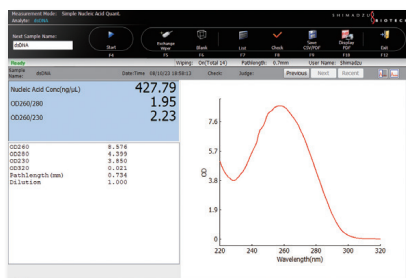 Measurement Mode: Simple Nucleic Acid Quant.
Analyte: dsDNA
SHIMADZU
BIOTECH
Next Sample Name:
dsDNA
Start
Exchange Wiper
Blank
List
Check
Save CSV/PDF
Display PDF
Exit
F4
F5
F6
F7
F8
F9
F10
F12
Ready
Wiping: On(Total 14)
Pathlength: 0.7mm
User Name: Shimadzu
Sample Name: dsDNA
Date/Time 08/10/22 18:58:13
Check:
Judge:
Previous
Next
Recent
Nucleic Acid Conc(ng/μL) 427.79
OD260/280 1.95
OD260/230 2.23
OD260 8.576
OD280 4.399
OD230 3.850
OD320 0.021
Pathlength(mm) 0.734
Dilution 1.000
OD
7.6
5.7
3.8
1.9
0
220 240 260 280 300 320
Wavelength(nm)